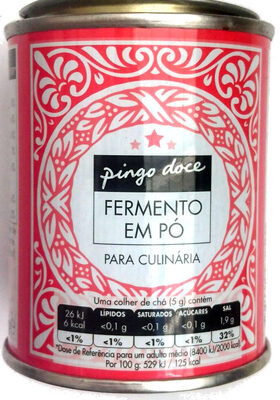 pingo doce
FERMENTO
EM PÓ
PARA CULINÁRIA
Uma colher de chá (5 g) contém
LÍPIDOS SATURADOS AÇUCARES SAL
26 kJ
6 kcal <0,1 g <0,1 g <0,1 g 1,9 g
<1% <1% <1% <1% 32%
*Dose de Referência para um adulto médio (8400 kJ/2000 kcal)
Por 100 g: 529 kJ / 125 kcal